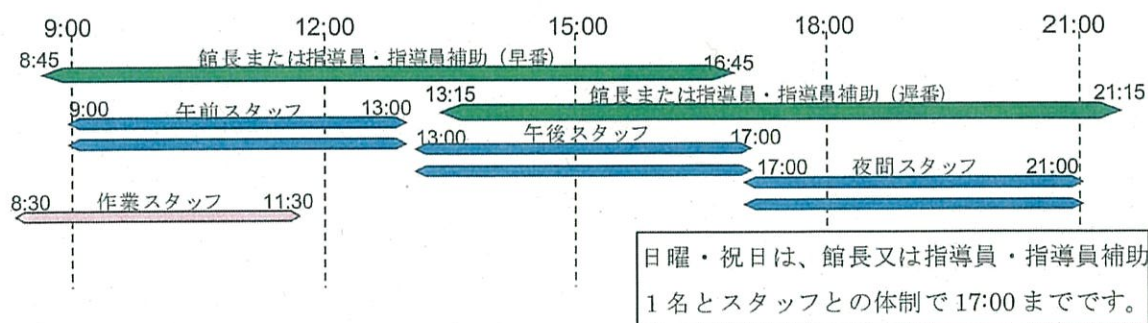 9:00 12:00 15:00 18:00 21:00
8:45 館長または指導員・指導員補助（早番） 16:45
13:15 館長または指導員・指導員補助（遅番） 21:15
9:00 午前スタッフ 13:00
13:00 午後スタッフ 17:00
17:00 夜間スタッフ 21:00
8:30 作業スタッフ 11:30
日曜・祝日は、館長又は指導員・指導員補助
1名とスタッフとの体制で 17:00 までです。